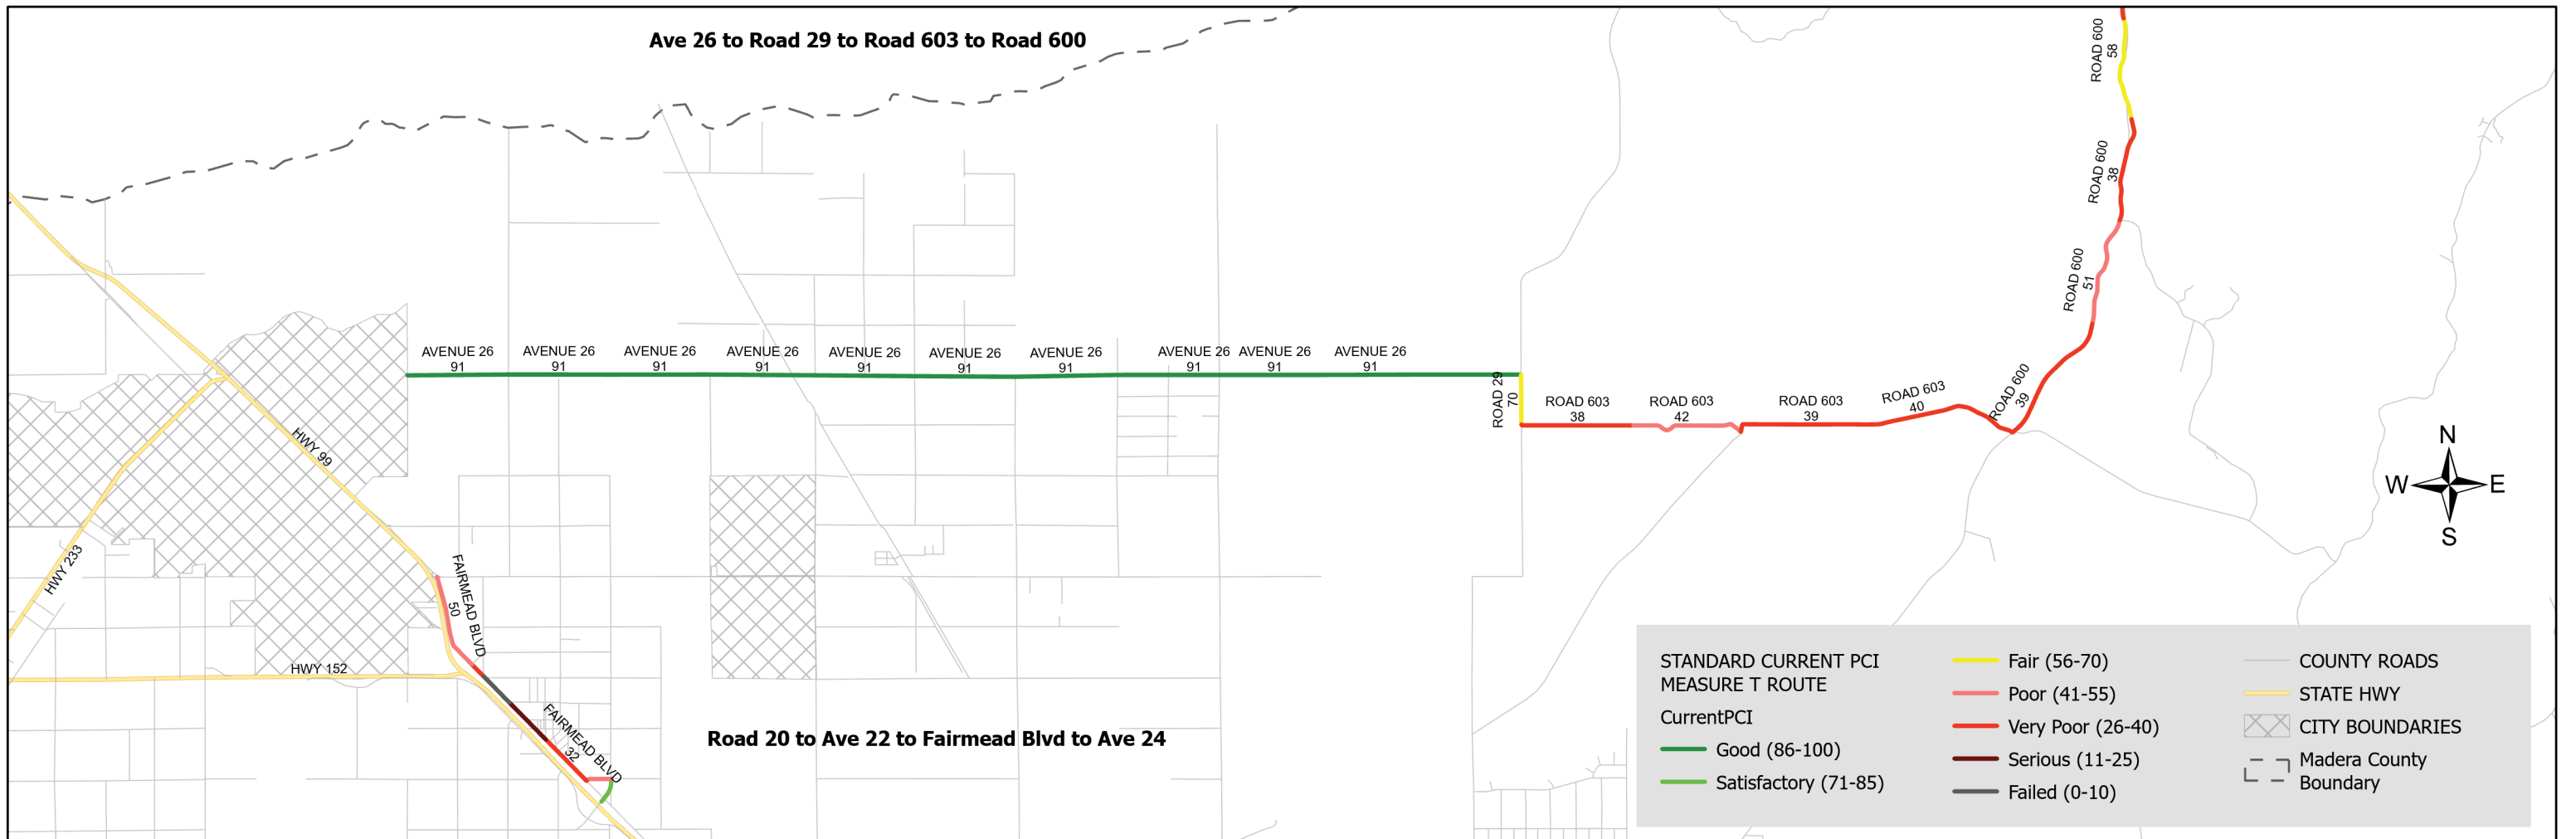 Ave 26 to Road 29 to Road 603 to Road 600
ROAD 600
58
ROAD 600
38
ROAD 600
51
AVENUE 26
91
AVENUE 26
91
AVENUE 26
91
AVENUE 26
91
AVENUE 26
91
AVENUE 26
91
AVENUE 26
91
AVENUE 26
91
AVENUE 26
91
AVENUE 26
91
ROAD 29
70
ROAD 603
38
ROAD 603
42
ROAD 603
39
ROAD 603
40
ROAD 600
39
HWY 99
HWY 233
HWY 152
FAIRMEAD BLVD
50
FAIRMEAD BLVD
32
Road 20 to Ave 22 to Fairmead Blvd to Ave 24
N
W
E
S
STANDARD CURRENT PCI
MEASURE T ROUTE
CurrentPCI
Good (86-100)
Satisfactory (71-85)
Fair (56-70)
Poor (41-55)
Very Poor (26-40)
Serious (11-25)
Failed (0-10)
COUNTY ROADS
STATE HWY
CITY BOUNDARIES
Madera County
Boundary